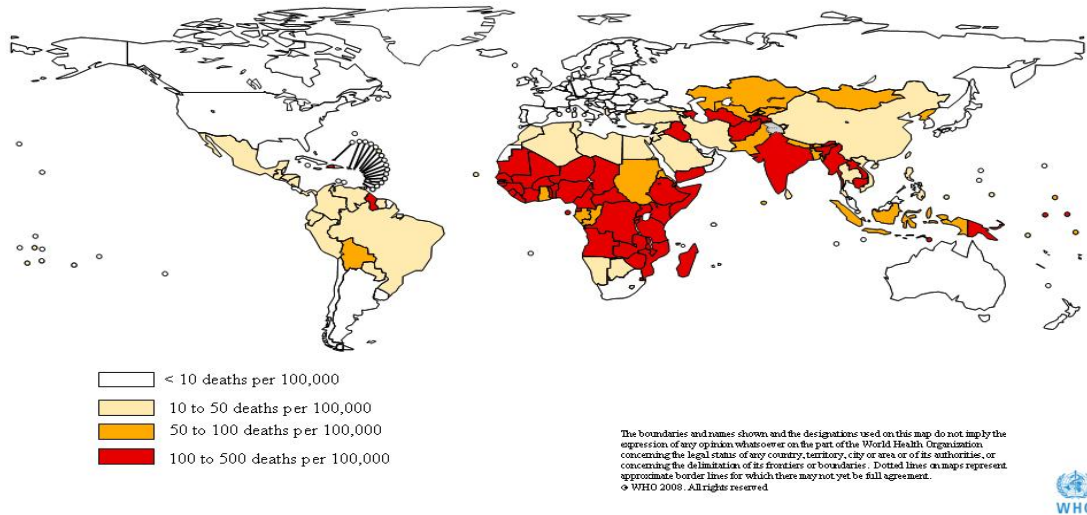 < 10 deaths per 100,000
10 to 50 deaths per 100,000
50 to 100 deaths per 100,000
100 to 500 deaths per 100,000
The boundaries and names shown and the designations used on this map do not imply the
expression of any opinion whatsoever on the part of the World Health Organization
concerning the legal status of any country, territory, city or area or of its authorities, or
concerning the delimitation of its frontiers or boundaries. Dotted lines on maps represent
approximate border lines for which there may not yet be full agreement.
© WHO 2008. All rights reserved
WHO